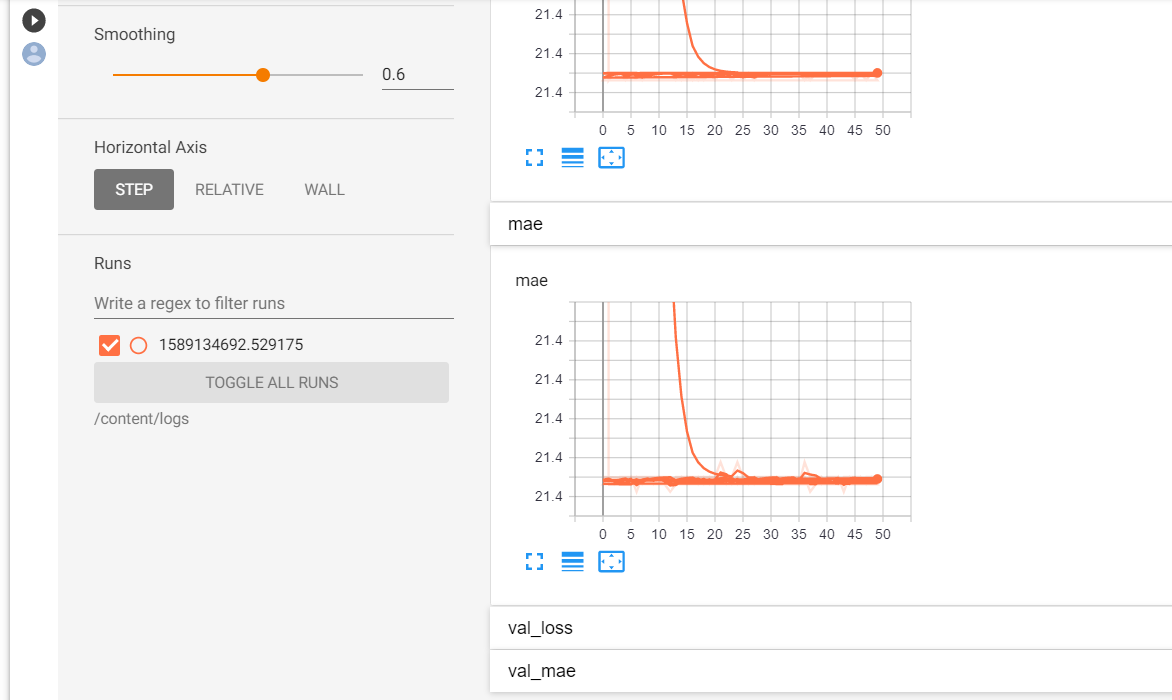 Smoothing
0.6
Horizontal Axis
STEP RELATIVE WALL
Runs
Write a regex to filter runs
1589134692.529175
TOGGLE ALL RUNS
/content/logs
21.4
21.4
21.4
0 5 10 15 20 25 30 35 40 45 50
mae
mae
21.4
21.4
21.4
21.4
21.4
0 5 10 15 20 25 30 35 40 45 50
val_loss
val_mae